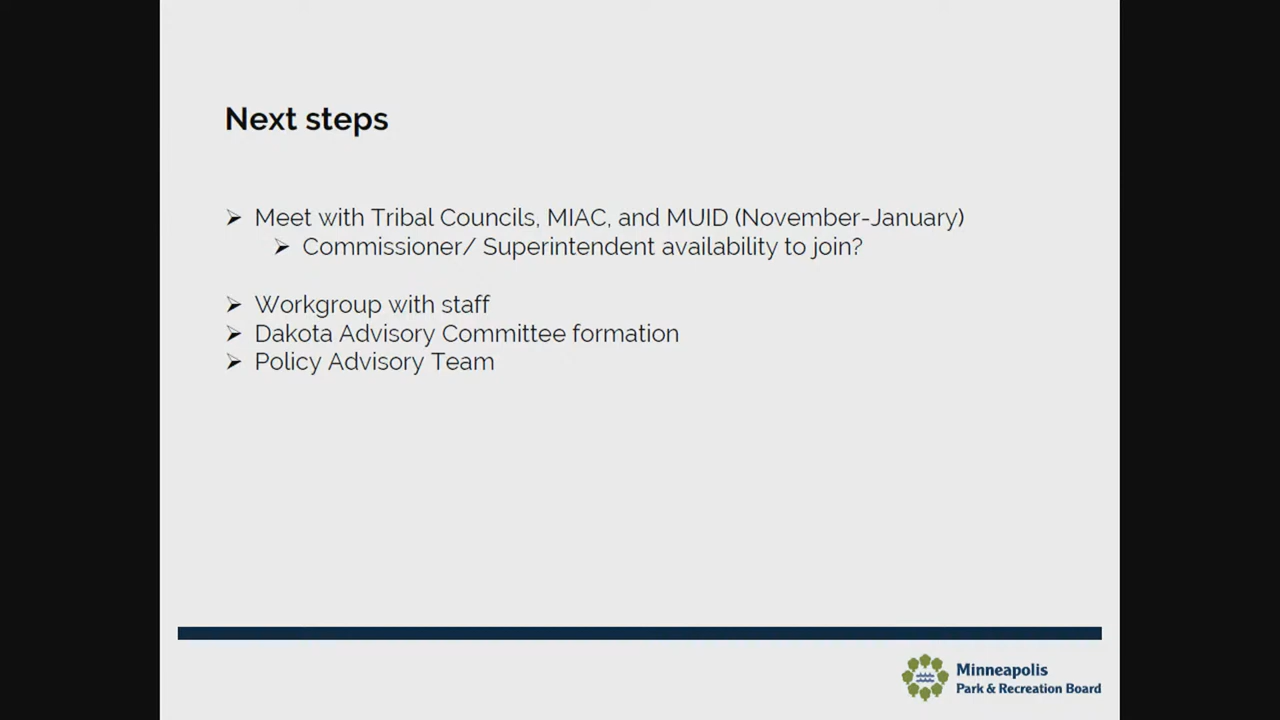 Next steps
➢ Meet with Tribal Councils, MIAC, and MUID (November-January)
➢ Commissioner/ Superintendent availability to join?
➢ Workgroup with staff
➢ Dakota Advisory Committee formation
➢ Policy Advisory Team
Minneapolis
Park & Recreation Board